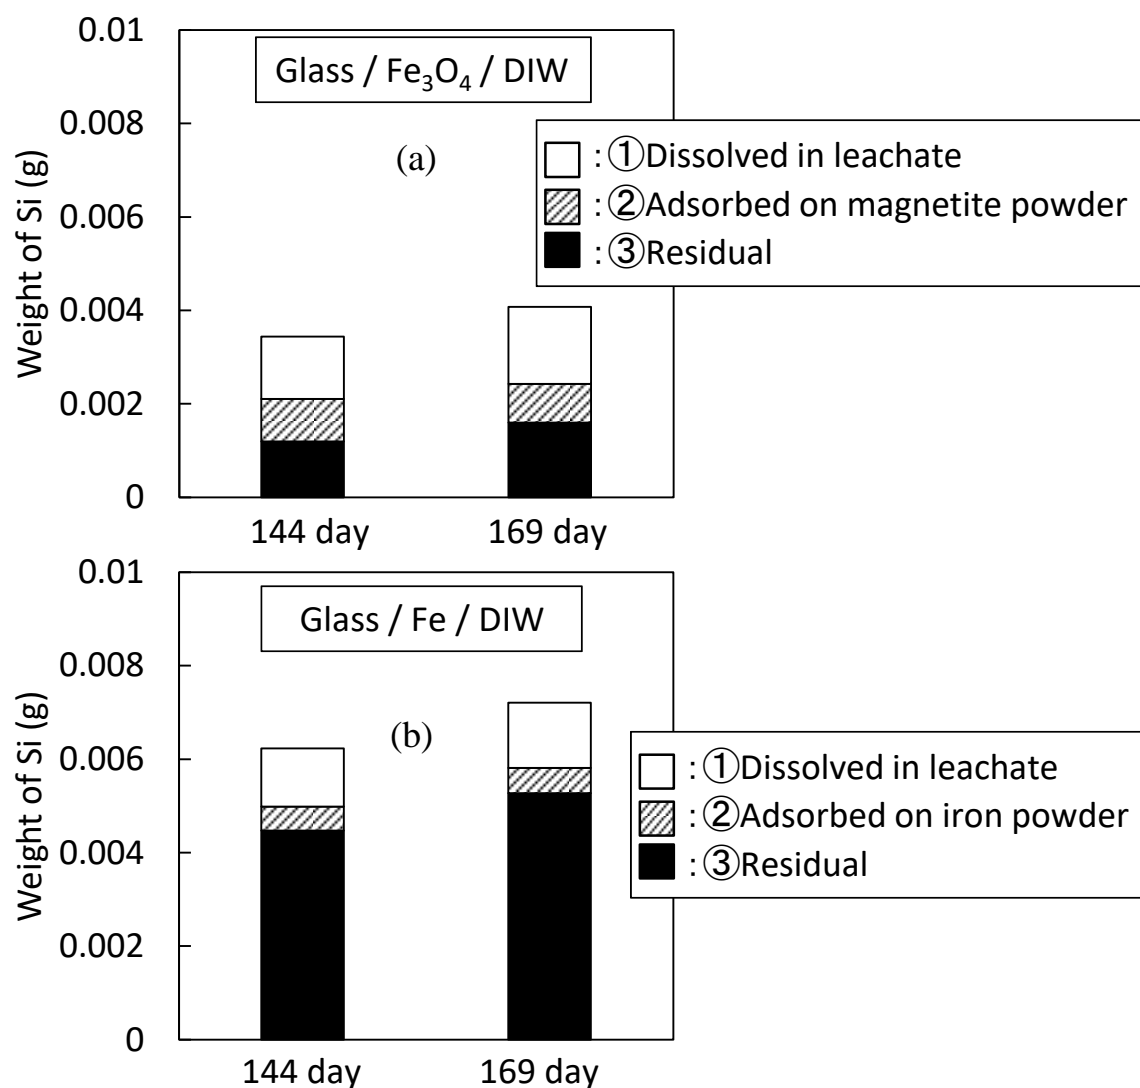 0.01
Glass / Fe₃O₄ / DIW
0.008
(a)
: ①Dissolved in leachate
: ②Adsorbed on magnetite powder
: ③Residual
0.006
0.004
0.002
0
Weight of Si (g)
144 day
169 day
0.01
Glass / Fe / DIW
0.008
(b)
: ①Dissolved in leachate
: ②Adsorbed on iron powder
: ③Residual
0.006
0.004
0.002
0
Weight of Si (g)
144 day
169 day